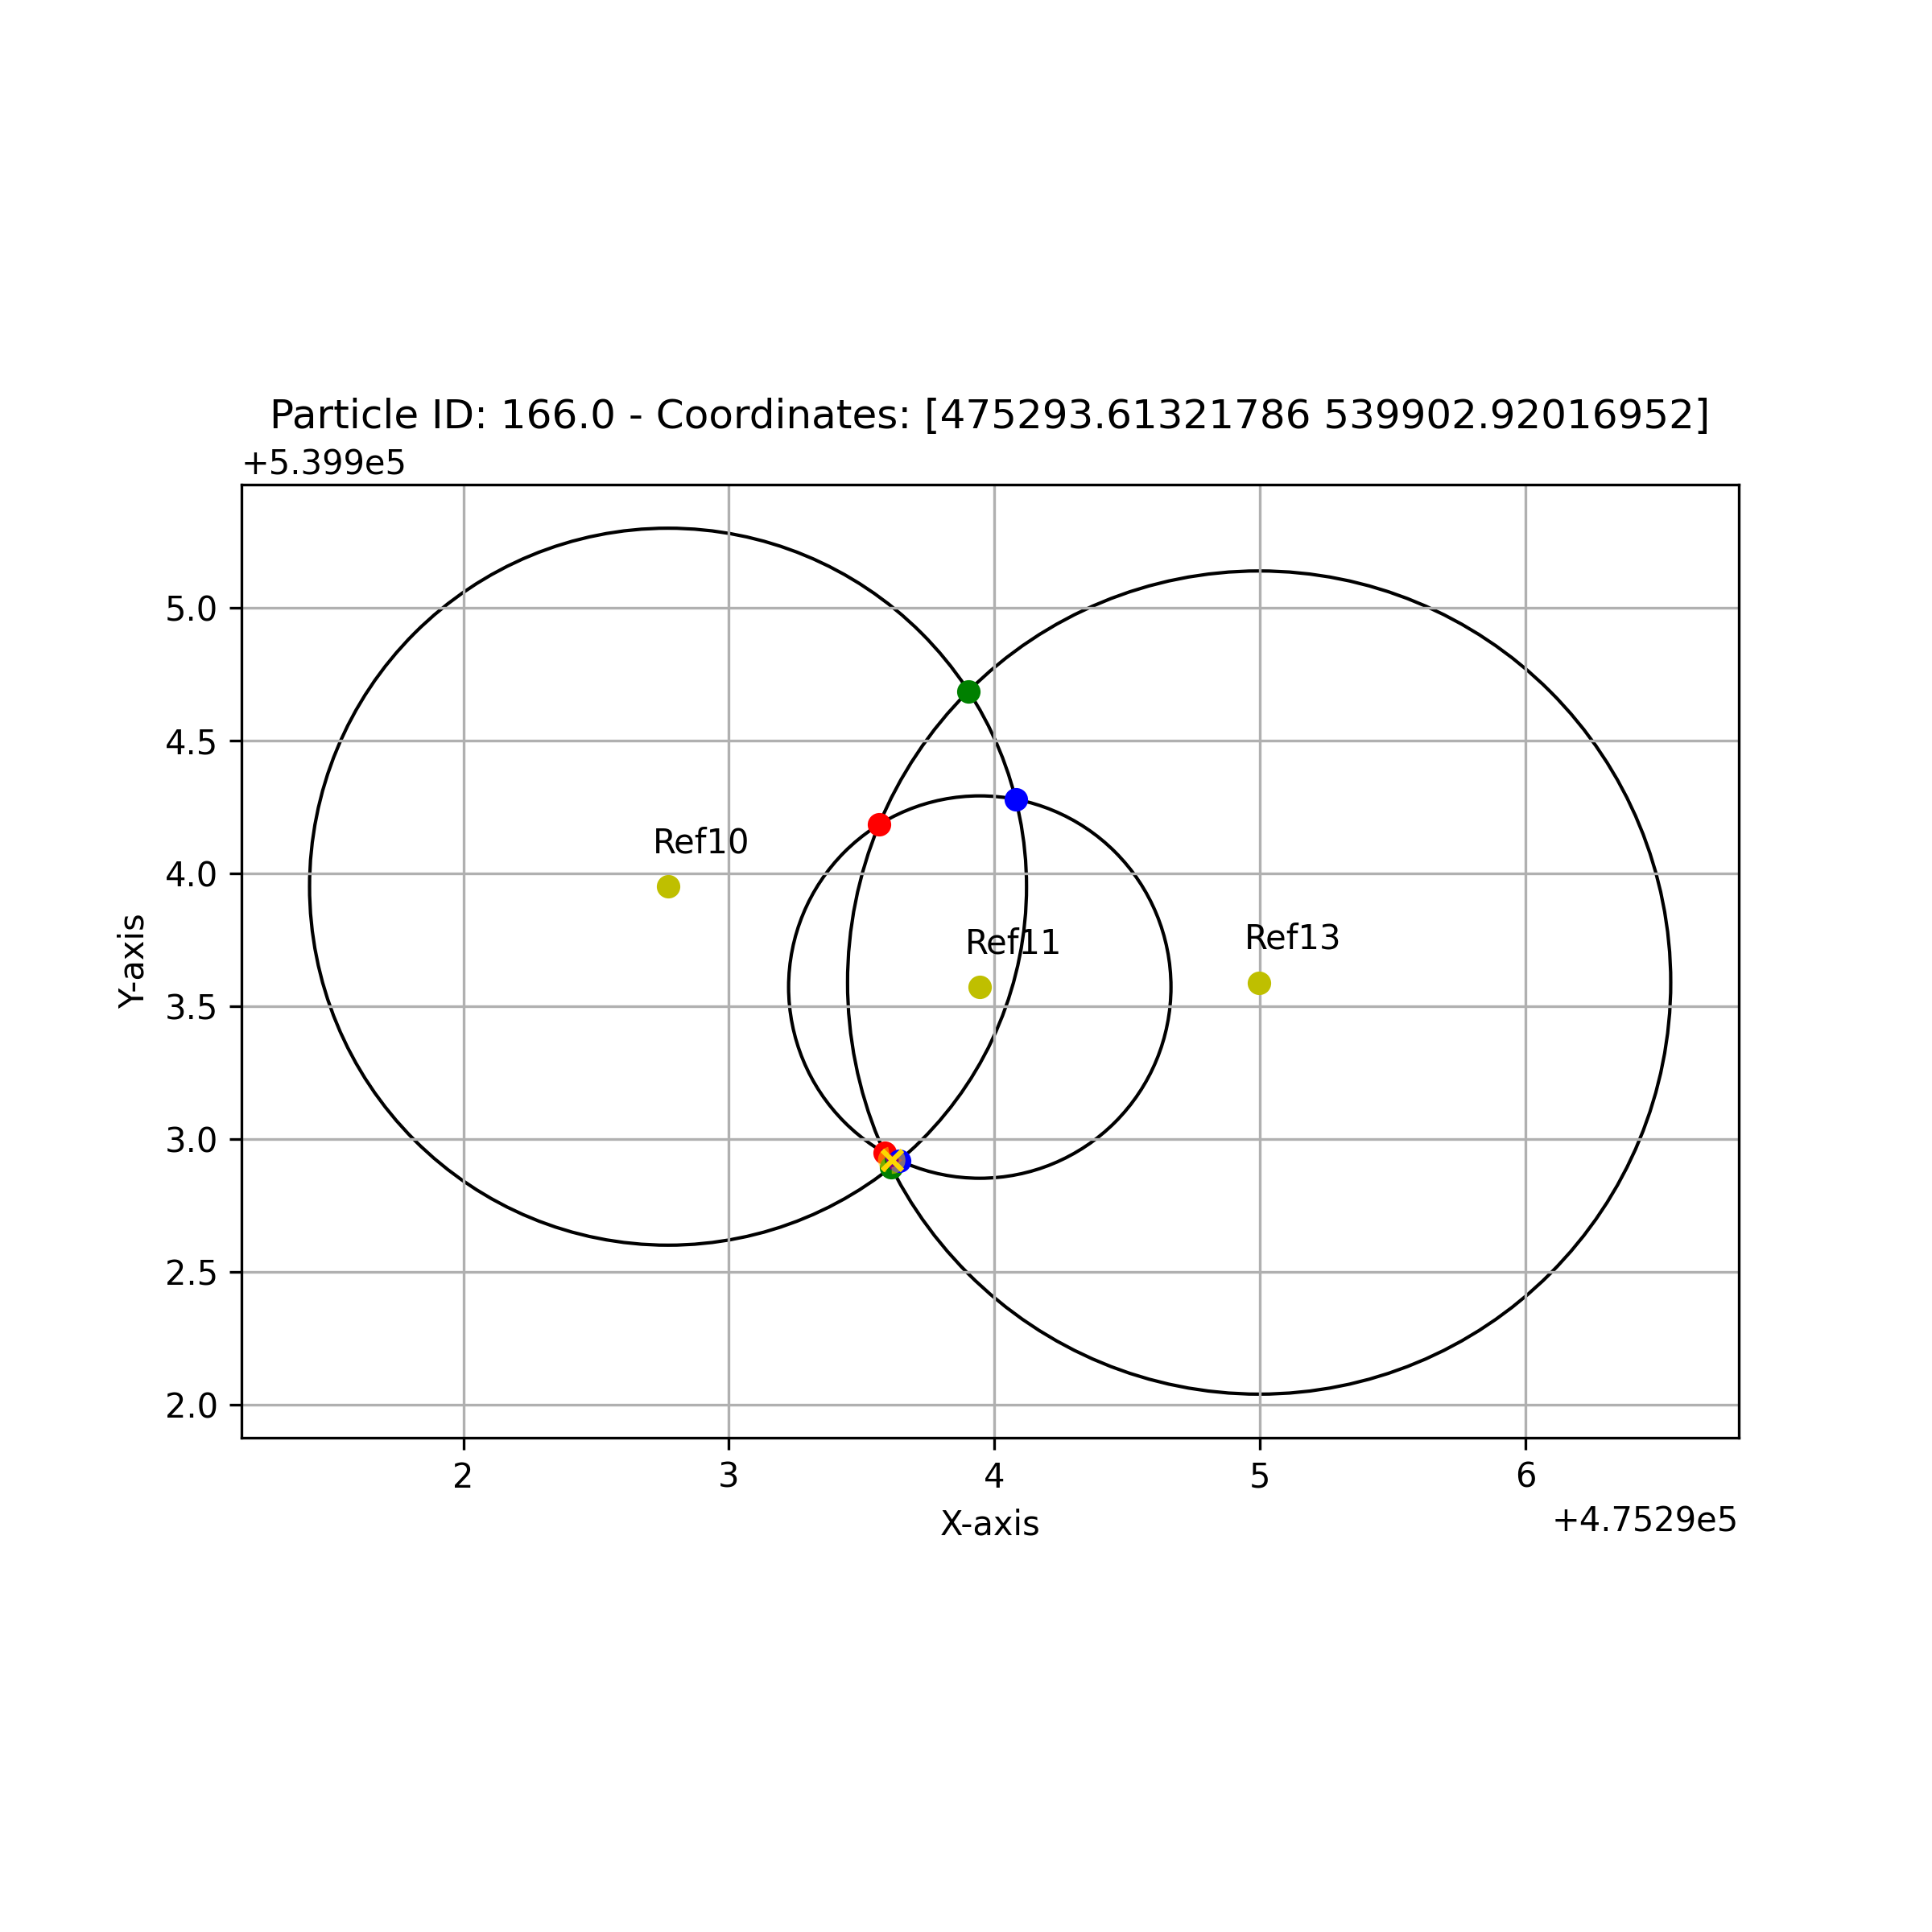 Particle ID: 166.0 - Coordinates: [475293.61321786 539902.92016952]
+5.399e5
5.0
4.5
Ref10
4.0
Ref11
Ref13
Y-axis
3.5
3.0
2.5
2.0
2 3 4 5 6
X-axis
+4.7529e5